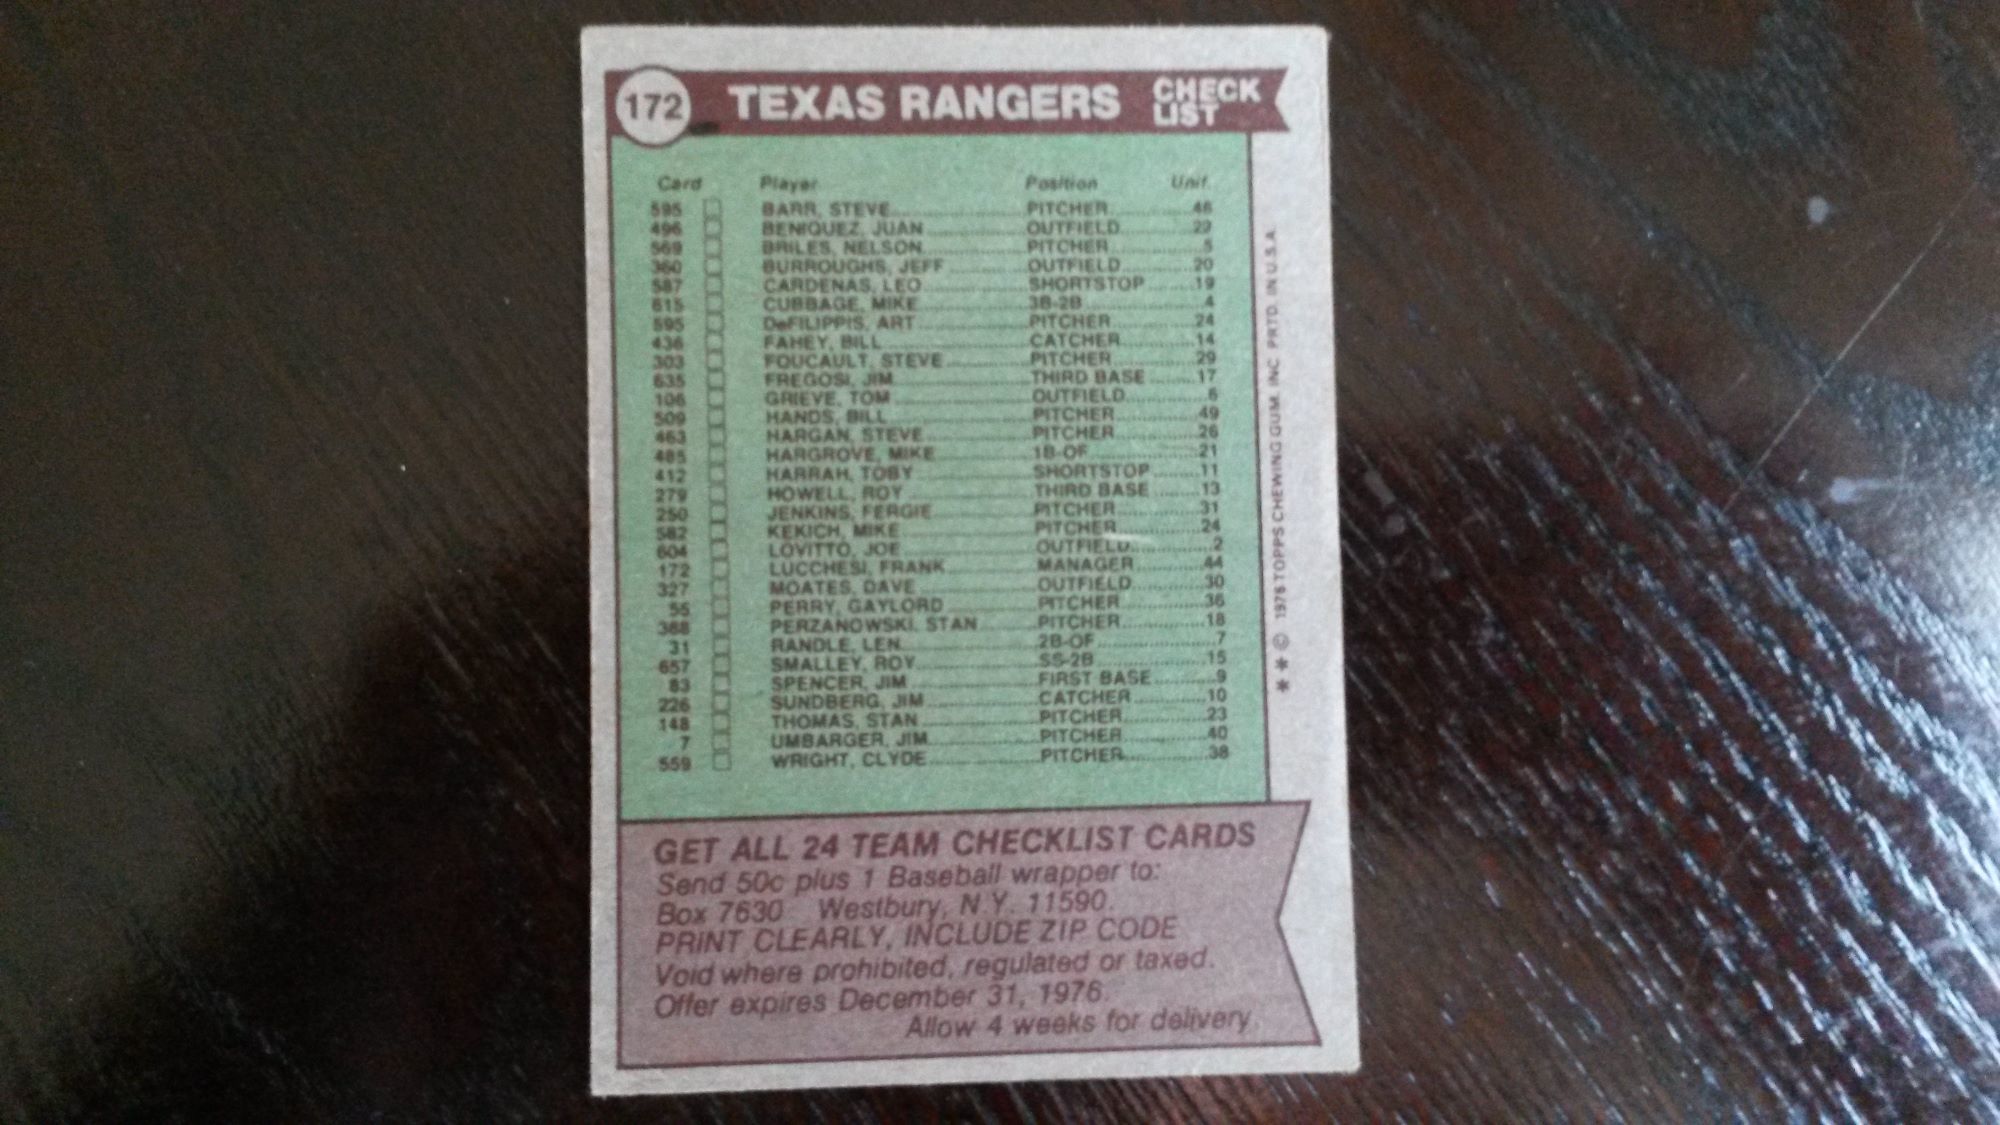 172 TEXAS RANGERS CHECK LIST
Card Player Position Unif.
595 BARR, STEVE PITCHER 46
496 BENIQUEZ, JUAN OUTFIELD 22
569 BRILES, NELSON PITCHER 5
360 BURROUGHS, JEFF OUTFIELD 20
587 CARDENAS, LEO SHORTSTOP 19
615 CUBBAGE, MIKE 3B-2B 4
595 DeFILIPPIS, ART PITCHER 24
436 FAHEY, BILL CATCHER 14
303 FOUCAULT, STEVE PITCHER 29
635 FREGOSI, JIM THIRD BASE 17
106 GRIEVE, TOM OUTFIELD 6
509 HANDS, BILL PITCHER 49
463 HARGAN, STEVE PITCHER 26
485 HARGROVE, MIKE 1B-OF 21
412 HARRAH, TOBY SHORTSTOP 11
279 HOWELL, ROY THIRD BASE 13
250 JENKINS, FERGIE PITCHER 31
582 KEKICH, MIKE PITCHER 24
604 LOVITTO, JOE OUTFIELD 2
172 LUCCHESI, FRANK MANAGER 44
327 MOATES, DAVE OUTFIELD 30
55 PERRY, GAYLORD PITCHER 36
388 PERZANOWSKI, STAN PITCHER 18
31 RANDLE, LEN 2B-OF 7
657 SMALLEY, ROY SS-2B 15
83 SPENCER, JIM FIRST BASE 9
226 SUNDBERG, JIM CATCHER 10
148 THOMAS, STAN PITCHER 23
7 UMBARGER, JIM PITCHER 40
559 WRIGHT, CLYDE PITCHER 38
GET ALL 24 TEAM CHECKLIST CARDS
Send 50c plus 1 Baseball wrapper to:
Box 7630 Westbury, N.Y. 11590.
PRINT CLEARLY, INCLUDE ZIP CODE
Void where prohibited, regulated or taxed.
Offer expires December 31, 1976.
Allow 4 weeks for delivery.
** © 1976 TOPPS CHEWING GUM, INC. PRTD. IN U.S.A.